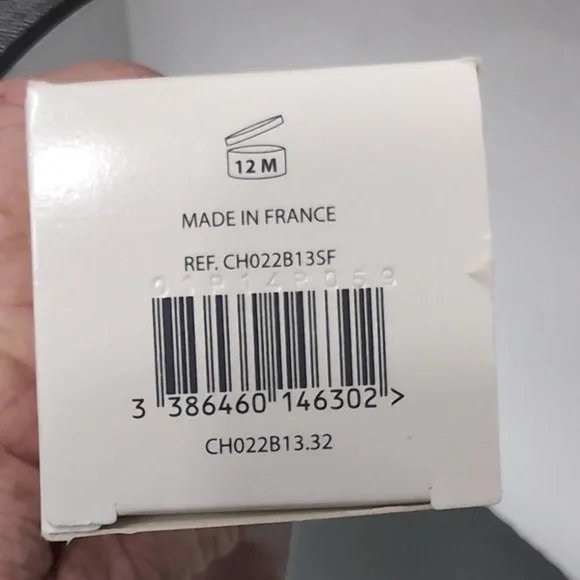 12 M
MADE IN FRANCE
REF. CH022B13SF
3 386460 146302 >
CH022B13.32